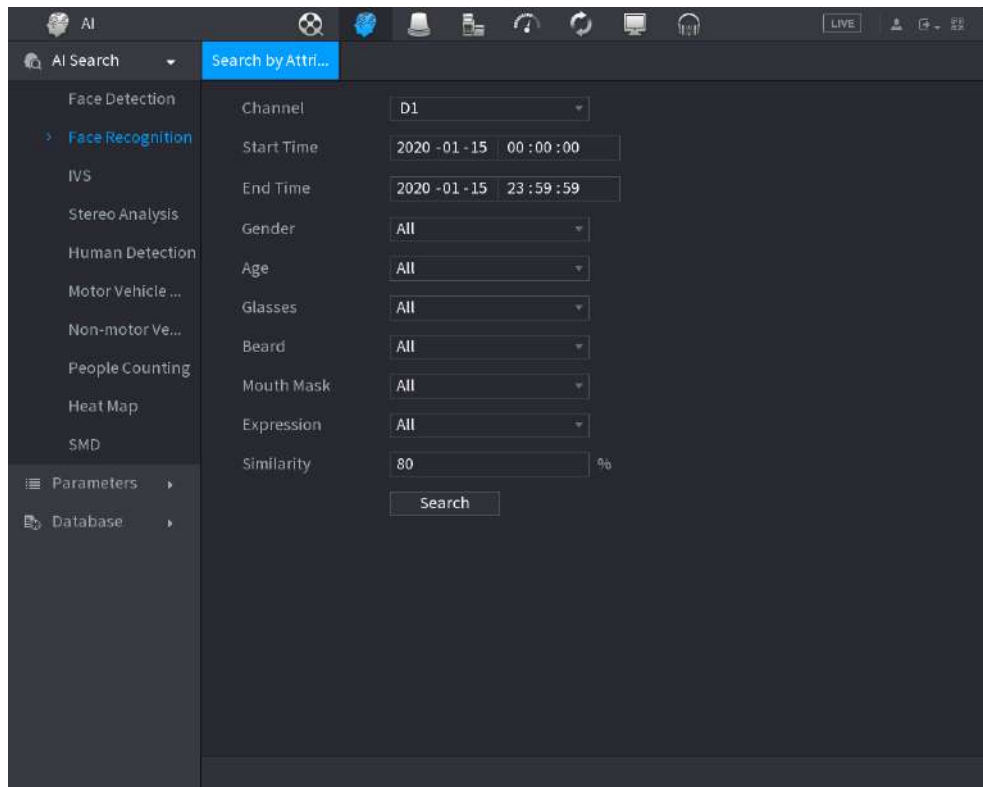 AI
LIVE
AI Search
Search by Attri...
Face Detection
Face Recognition
IVS
Stereo Analysis
Human Detection
Motor Vehicle ...
Non-motor Ve...
People Counting
Heat Map
SMD
Parameters
Database
Channel D1
Start Time 2020 -01 -15 00 : 00 : 00
End Time 2020 -01 -15 23 : 59 : 59
Gender All
Age All
Glasses All
Beard All
Mouth Mask All
Expression All
Similarity 80 %
Search